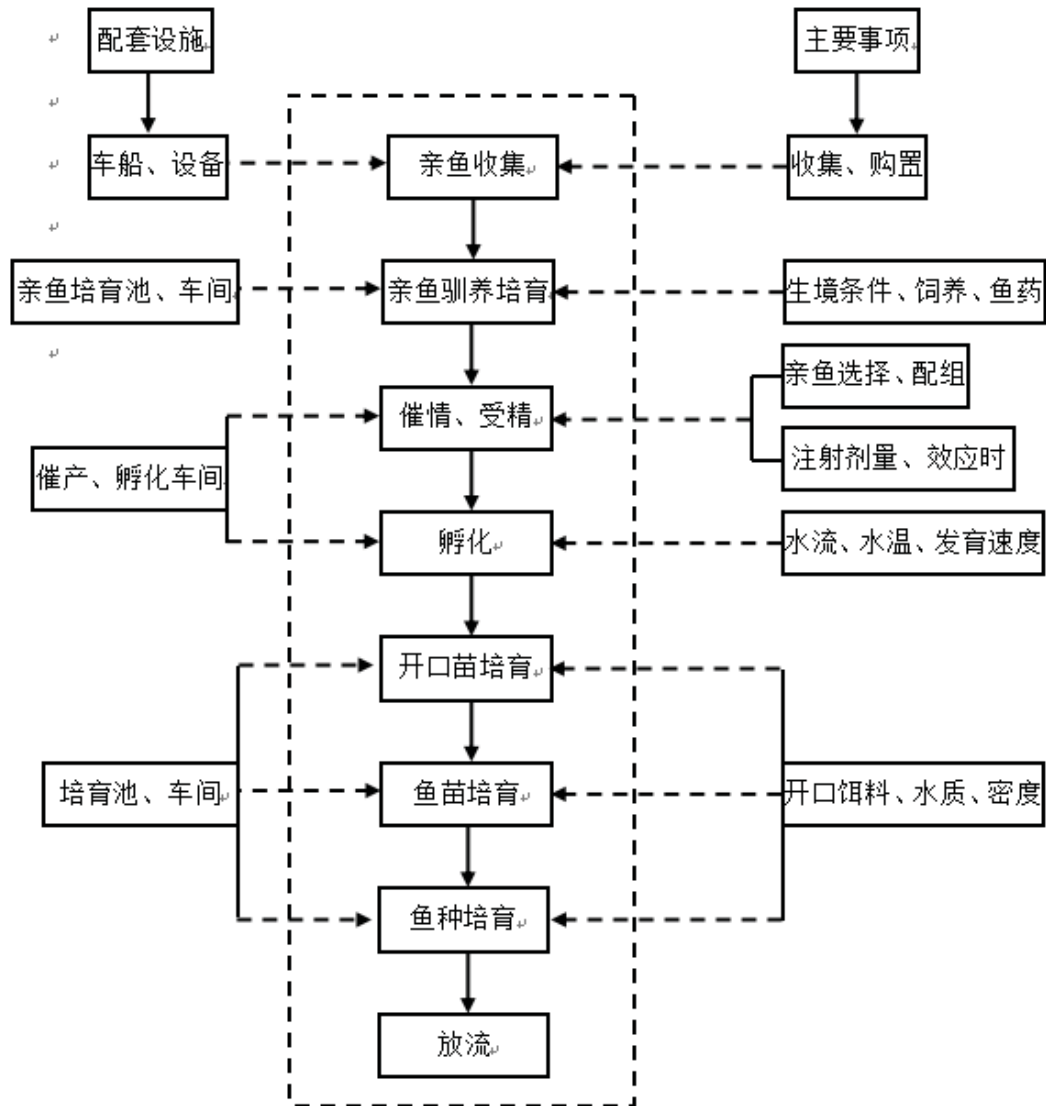 配套设施
主要事项
车船、设备
亲鱼收集
收集、购置
亲鱼培育池、车间
亲鱼驯养培育
生境条件、饲养、鱼药
亲鱼选择、配组
催情、受精
注射剂量、效应时
催产、孵化车间
孵化
水流、水温、发育速度
开口苗培育
培育池、车间
鱼苗培育
开口饵料、水质、密度
鱼种培育
放流